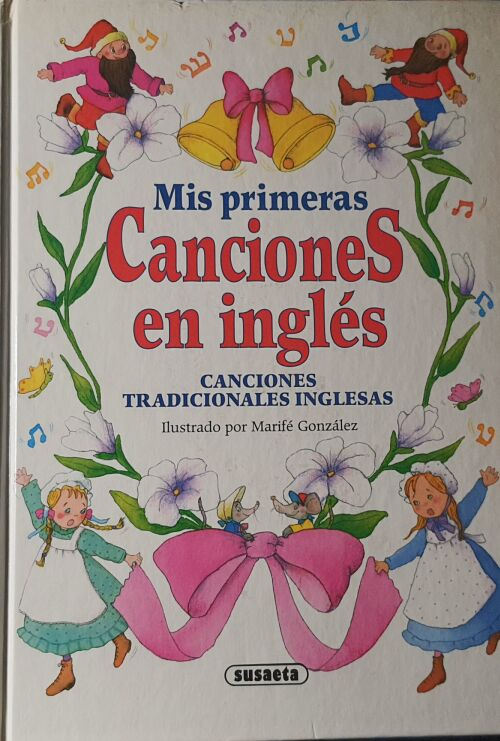 Mis primeras
CancioneS
en inglés
CANCIONES
TRADICIONALES INGLESAS
Ilustrado por Marifé González
susaeta